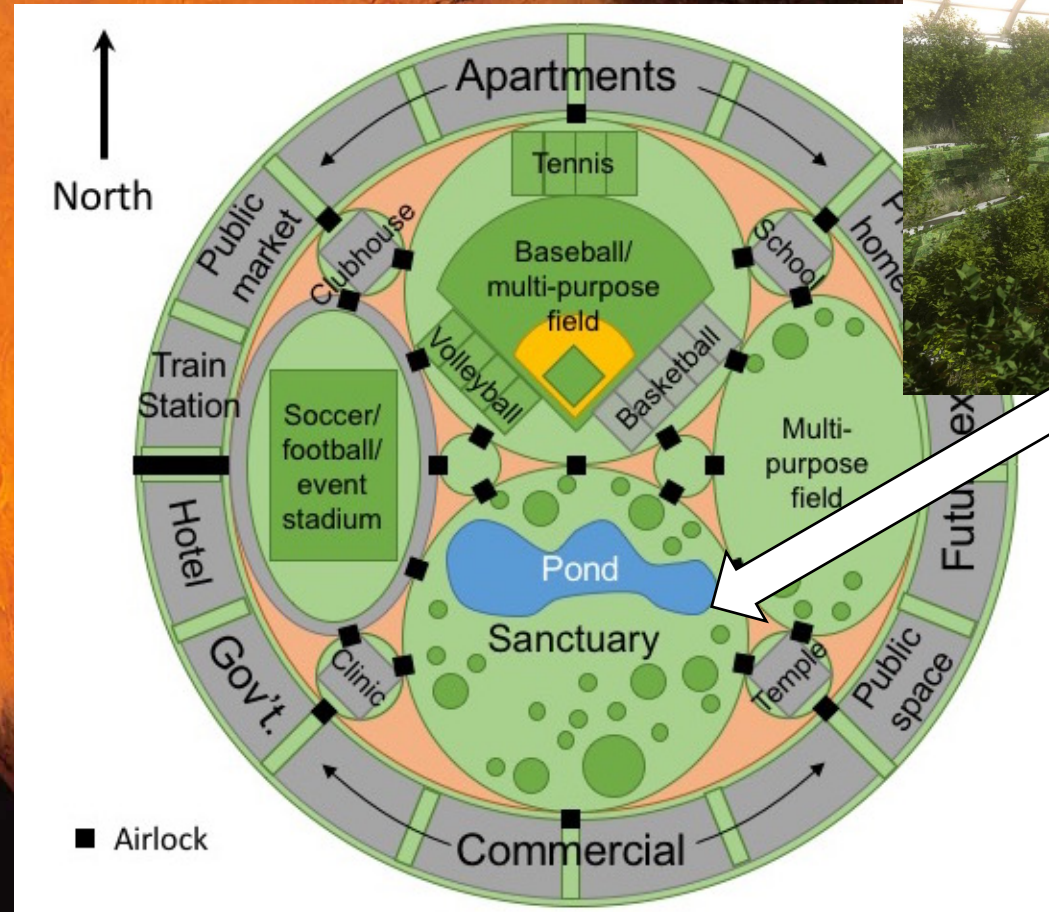 North
Apartments
Tennis
Public
market
Clubhouse
School
home
Baseball/
multi-purpose
field
Volleyball
Basketball
Train
Station
Soccer/
football/
event
stadium
Multi-
purpose
field
Hotel
Pond
Sanctuary
Gov't.
Clinic
Temple
Public
space
Commercial
Airlock